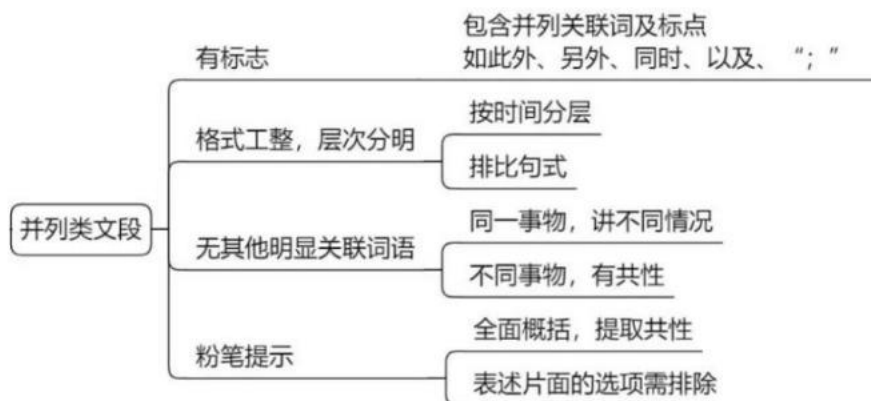 包含并列关联词及标点
有标志
如此外、另外、同时、以及、“；”
按时间分层
格式工整，层次分明
排比句式
并列类文段
同一事物，讲不同情况
无其他明显关联词语
不同事物，有共性
全面概括，提取共性
粉笔提示
表述片面的选项需排除